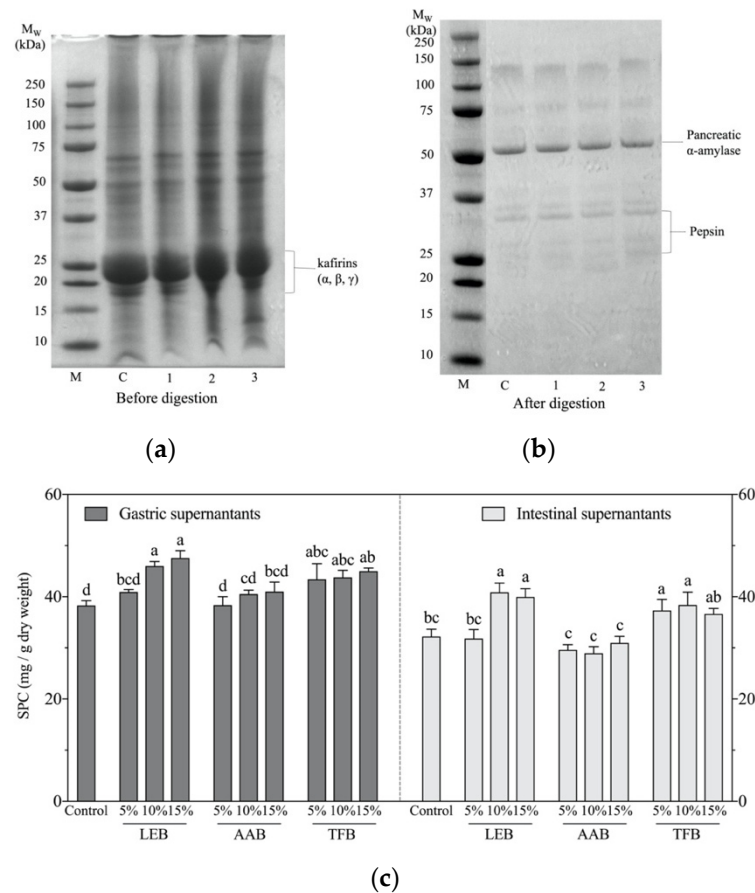 M_W
(kDa)
250
150
100
75
50
37
25
20
15
10
kafirins
(α, β, γ)
M C 1 2 3
Before digestion
(a)
M_W
(kDa)
250
150
100
75
50
37
25
20
15
10
Pancreatic
α-amylase
Pepsin
M C 1 2 3
After digestion
(b)
SPC (mg / g dry weight)
60
40
20
0
Gastric supernantants
d bcd a a d cd bcd abc abc ab
Control 5% 10% 15% 5% 10% 15% 5% 10% 15%
LEB AAB TFB
Intestinal supernantants
bc bc a a c c c a a ab
Control 5% 10% 15% 5% 10% 15% 5% 10% 15%
LEB AAB TFB
60
40
20
0
(c)